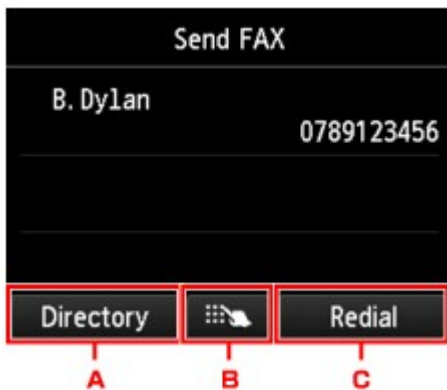 Send FAX
B. Dylan
0789123456
Directory
Redial
A
B
C